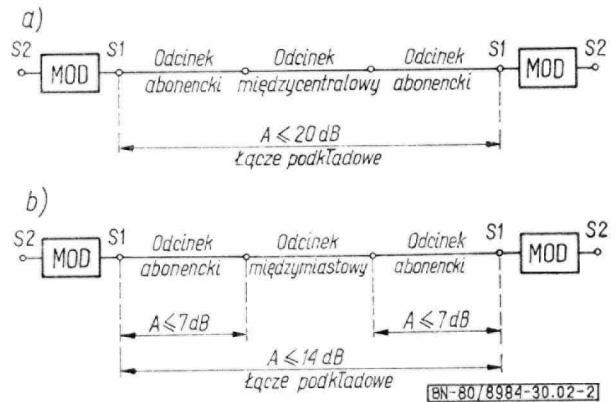 a)
S2 MOD S1 Odcinek abonencki Odcinek międzycentralowy Odcinek abonencki S1 MOD S2
A ≤ 20 dB
Łącze podkładowe
b)
S2 MOD S1 Odcinek abonencki Odcinek międzymiastowy Odcinek abonencki S1 MOD S2
A ≤ 7 dB A ≤ 7 dB
A ≤ 14 dB
Łącze podkładowe
BN-80/8984-30.02-2